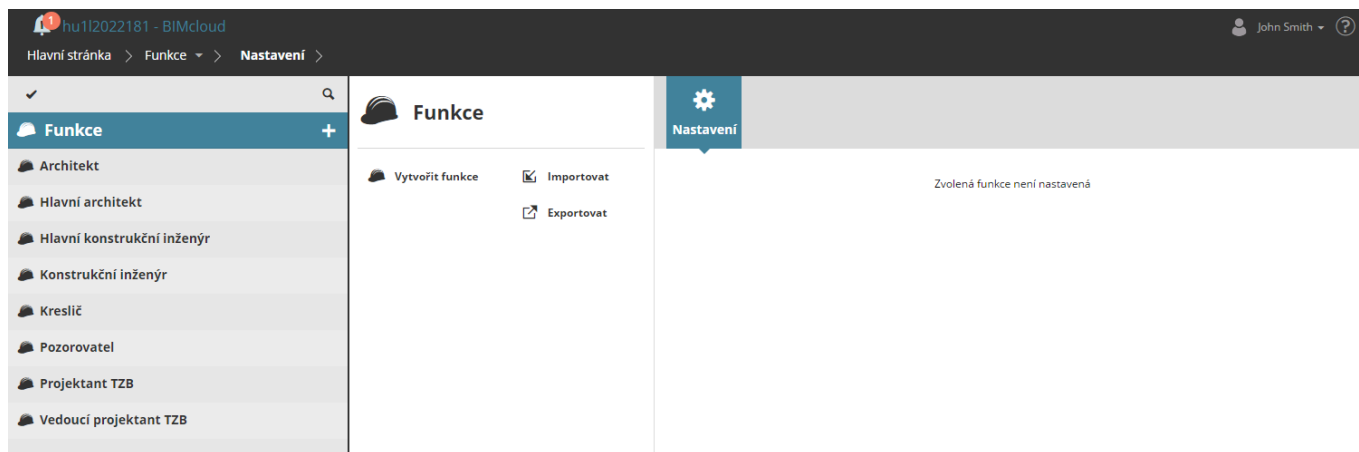 1
hu1l2022181 - BIMcloud
John Smith
?
Hlavní stránka > Funkce > Nastavení >
Funkce +
Architekt
Hlavní architekt
Hlavní konstrukční inženýr
Konstrukční inženýr
Kreslič
Pozorovatel
Projektant TZB
Vedoucí projektant TZB
Funkce
Vytvořit funkce
Importovat
Exportovat
Nastavení
Zvolená funkce není nastavená